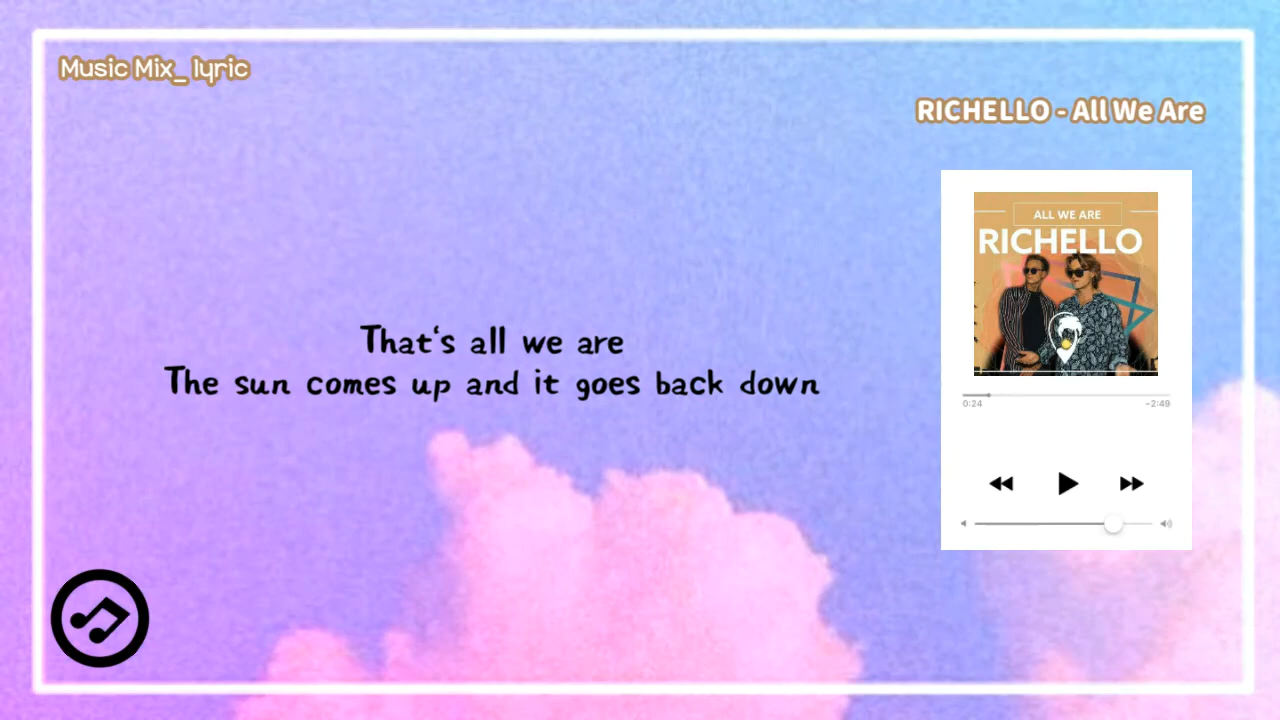 Music Mix_ lyric
RICHELLO - All We Are
ALL WE ARE
RICHELLO
That's all we are
The sun comes up and it goes back down
0:24
-2:49